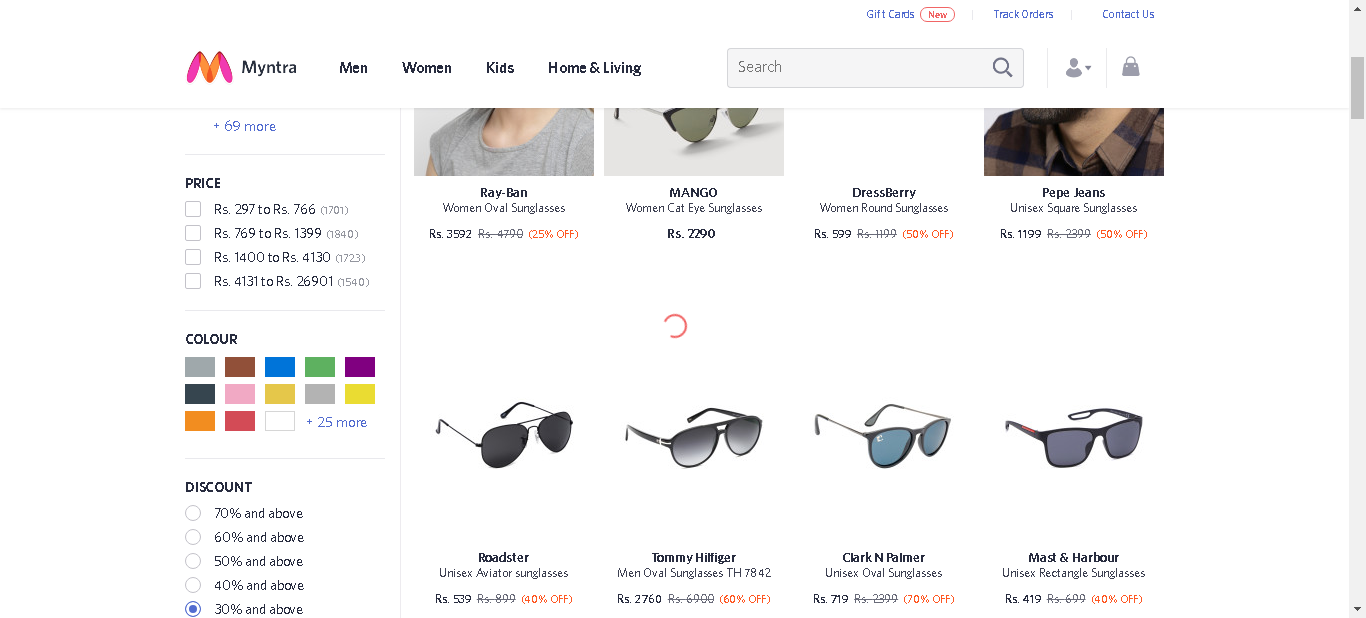 Gift Cards New Track Orders Contact Us
Myntra Men Women Kids Home & Living Search
+ 69 more
PRICE
Rs. 297 to Rs. 766 (1701)
Rs. 769 to Rs. 1399 (1840)
Rs. 1400 to Rs. 4130 (1723)
Rs. 4131 to Rs. 26901 (1540)
COLOUR
+ 25 more
DISCOUNT
70% and above
60% and above
50% and above
40% and above
30% and above
Ray-Ban
Women Oval Sunglasses
Rs. 3592 Rs. 4790 (25% OFF)
MANGO
Women Cat Eye Sunglasses
Rs. 2290
DressBerry
Women Round Sunglasses
Rs. 599 Rs. 1199 (50% OFF)
Pepe Jeans
Unisex Square Sunglasses
Rs. 1199 Rs. 2399 (50% OFF)
Roadster
Unisex Aviator sunglasses
Rs. 539 Rs. 899 (40% OFF)
Tommy Hilfiger
Men Oval Sunglasses TH 7842
Rs. 2760 Rs. 6900 (60% OFF)
Clark N Palmer
Unisex Oval Sunglasses
Rs. 719 Rs. 2399 (70% OFF)
Mast & Harbour
Unisex Rectangle Sunglasses
Rs. 419 Rs. 699 (40% OFF)